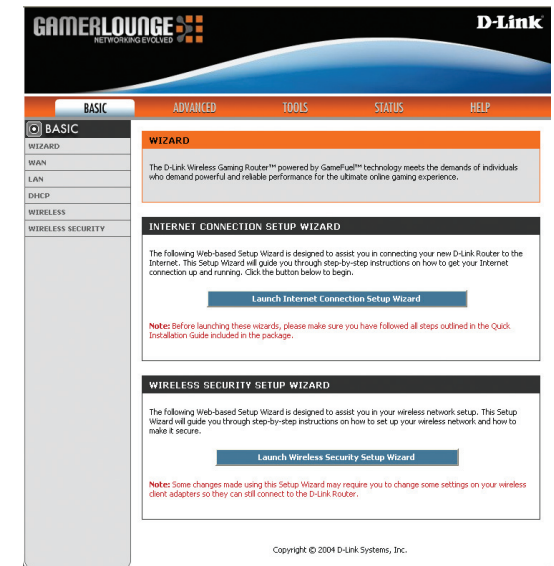 GAMERLOUNGE
NETWORKING EVOLVED
D-Link
BASIC
ADVANCED
TOOLS
STATUS
HELP
BASIC
WIZARD
WAN
LAN
DHCP
WIRELESS
WIRELESS SECURITY
WIZARD
The D-Link Wireless Gaming Router™ powered by GameFuel™ technology meets the demands of individuals
who demand powerful and reliable performance for the ultimate online gaming experience.
INTERNET CONNECTION SETUP WIZARD
The following Web-based Setup Wizard is designed to assist you in connecting your new D-Link Router to the
Internet. This Setup Wizard will guide you through step-by-step instructions on how to get your Internet
connection up and running. Click the button below to begin.
Launch Internet Connection Setup Wizard
Note: Before launching these wizards, please make sure you have followed all steps outlined in the Quick
Installation Guide included in the package.
WIRELESS SECURITY SETUP WIZARD
The following Web-based Setup Wizard is designed to assist you in your wireless network setup. This Setup
Wizard will guide you through step-by-step instructions on how to set up your wireless network and how to
make it secure.
Launch Wireless Security Setup Wizard
Note: Some changes made using this Setup Wizard may require you to change some settings on your wireless
client adapters so they can still connect to the D-Link Router.
Copyright © 2004 D-Link Systems, Inc.